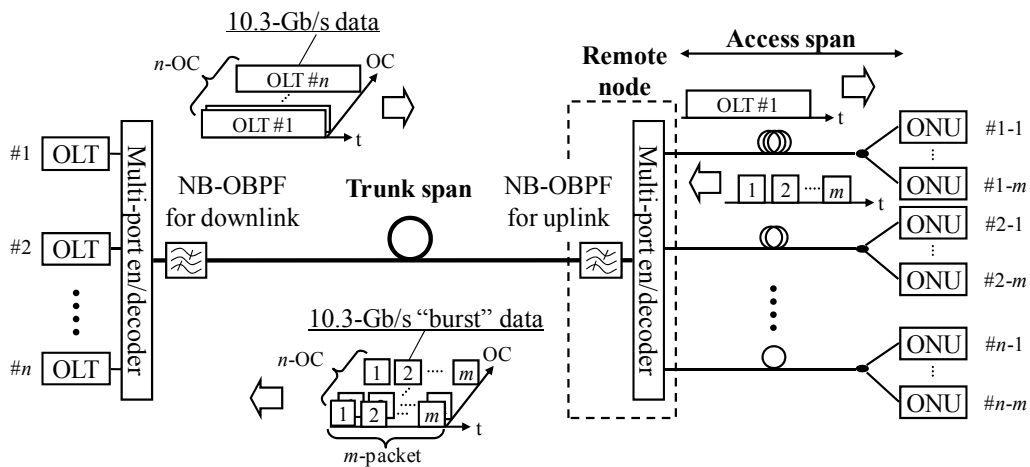 10.3-Gb/s data
n-OC
OLT #n
OC
OLT #1
t
Remote
node
Access span
OLT #1
t
#1 OLT
#2 OLT
#n OLT
Multi-port en/decoder
NB-OBPF
for downlink
Trunk span
NB-OBPF
for uplink
Multi-port en/decoder
1 2 m
t
ONU #1-1
ONU #1-m
ONU #2-1
ONU #2-m
ONU #n-1
ONU #n-m
10.3-Gb/s “burst” data
n-OC
1 2 m
OC
1 2 m
t
m-packet